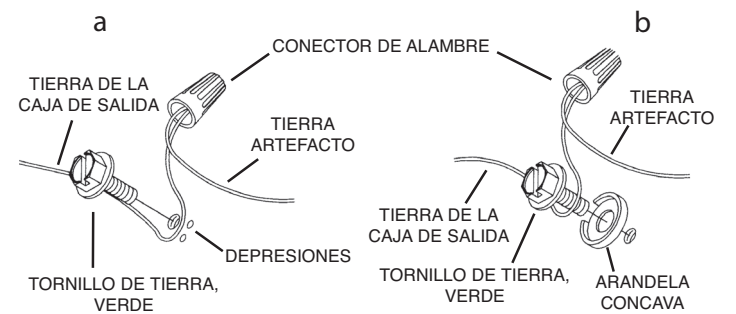 a
b
CONECTOR DE ALAMBRE
TIERRA DE LA
CAJA DE SALIDA
TIERRA
ARTEFACTO
DEPRESIONES
TORNILLO DE TIERRA,
VERDE
TIERRA
ARTEFACTO
TIERRA DE LA
CAJA DE SALIDA
TORNILLO DE TIERRA,
VERDE
ARANDELA
CONCAVA